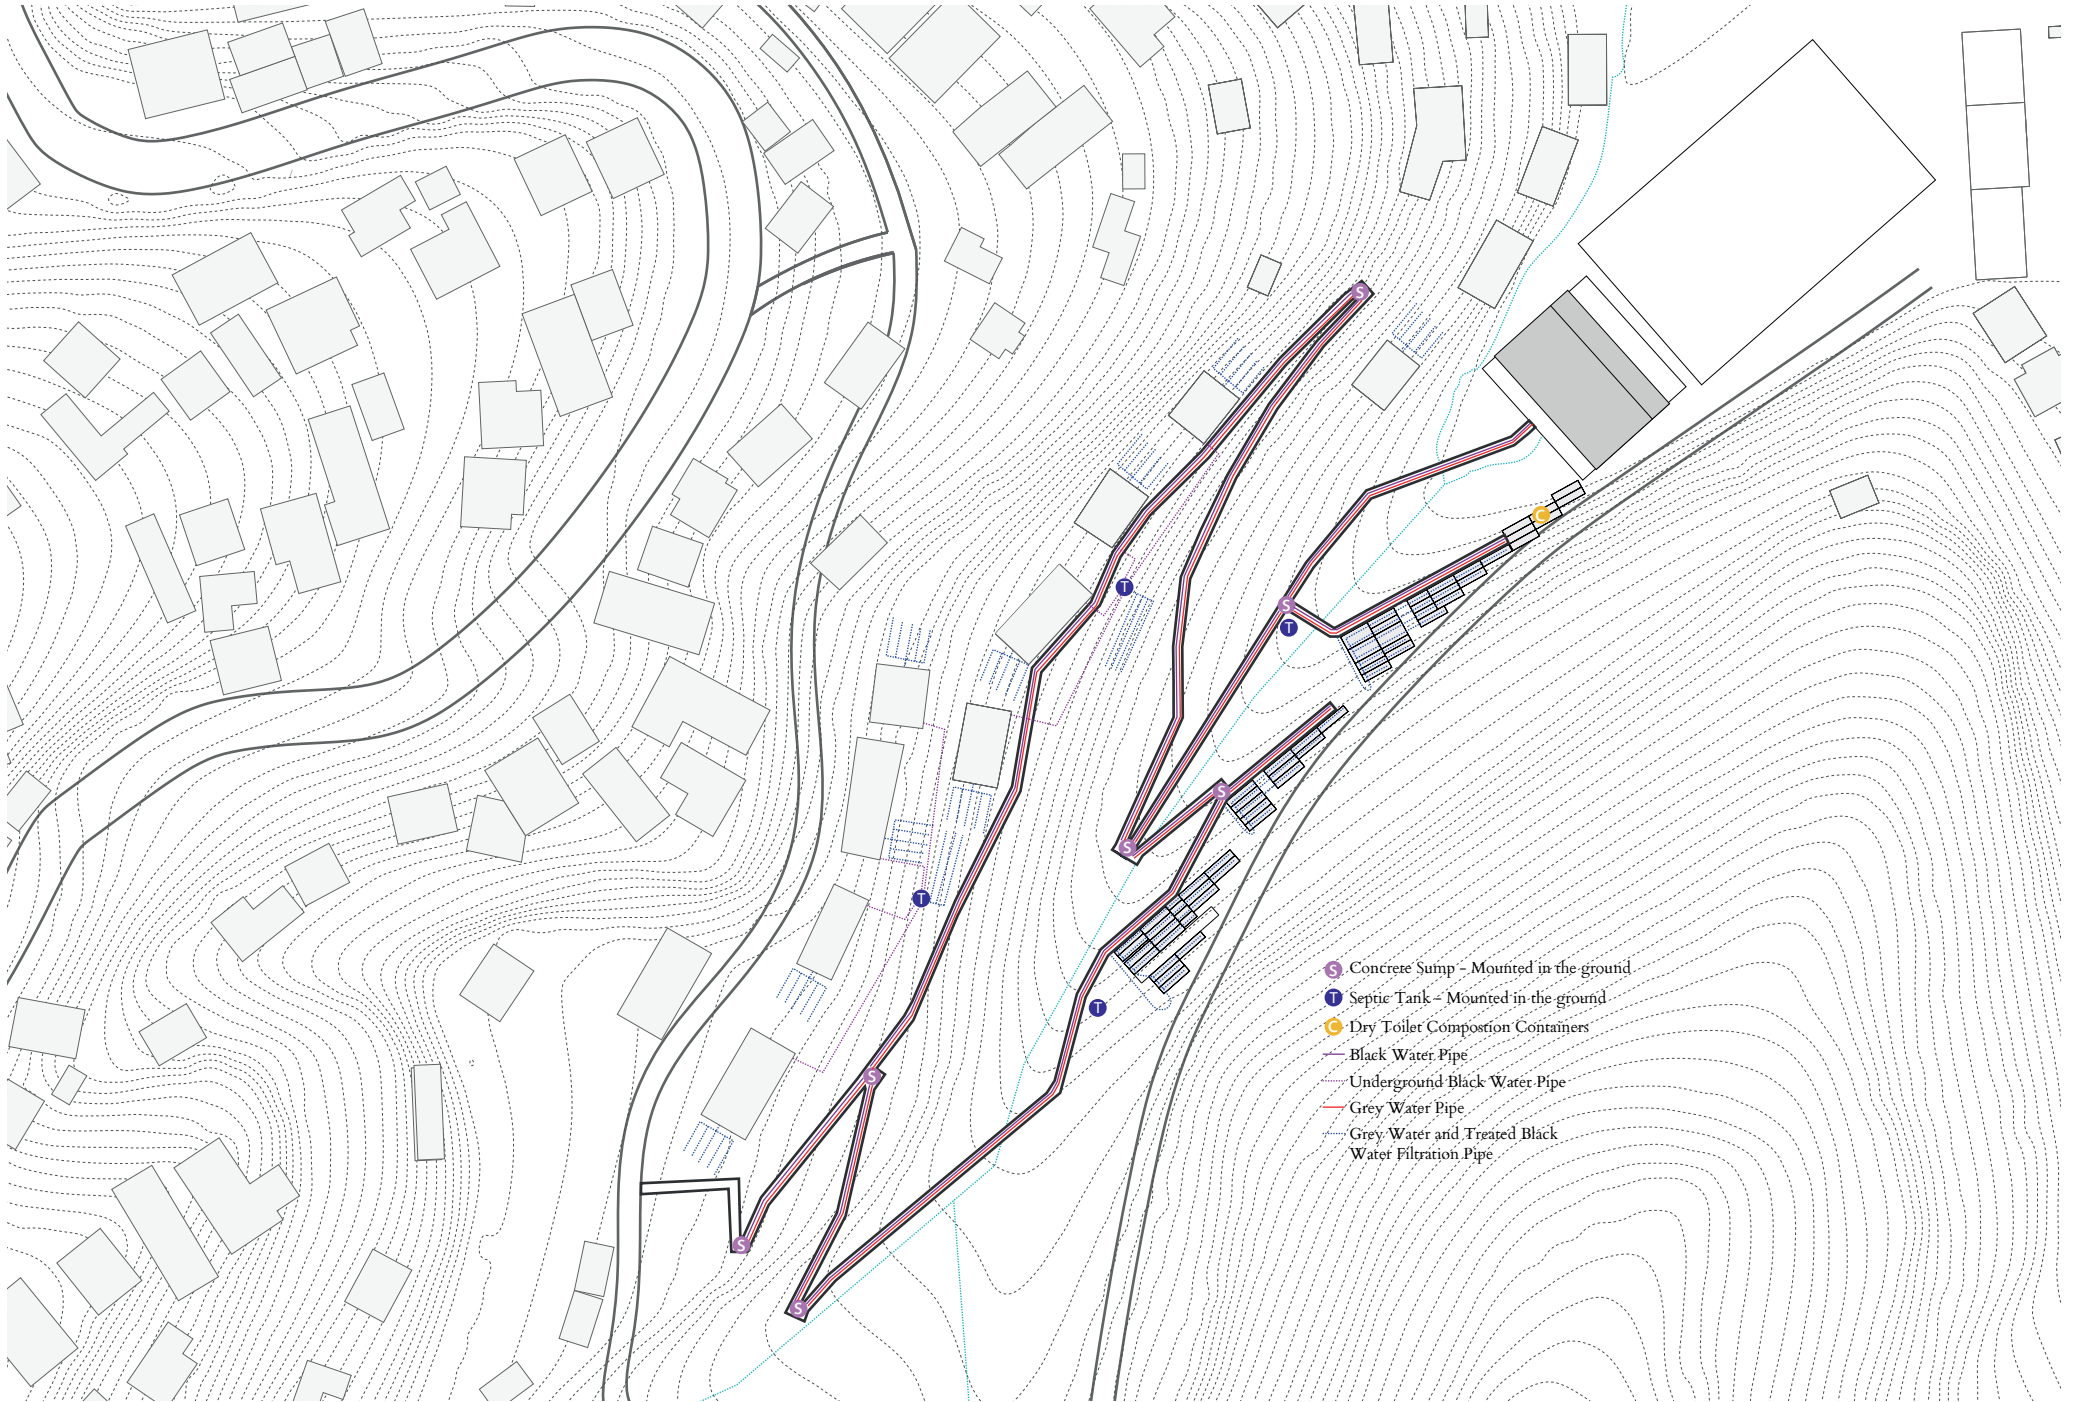 S
S
C
T
S
T
S
S
T
T
S
S
S
S Concrete Sump - Mounted in the ground
T Septic Tank - Mounted in the ground
C Dry Toilet Compostion Containers
Black Water Pipe
Underground Black Water Pipe
Grey Water Pipe
Grey Water and Treated Black
Water Filtration Pipe